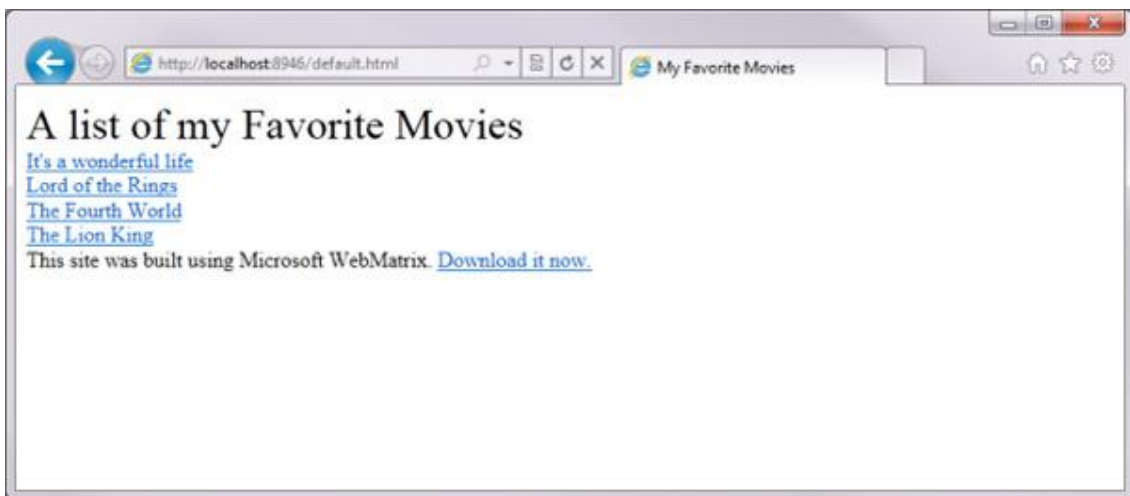 http://localhost:8946/default.html
My Favorite Movies
A list of my Favorite Movies
It's a wonderful life
Lord of the Rings
The Fourth World
The Lion King
This site was built using Microsoft WebMatrix. Download it now.